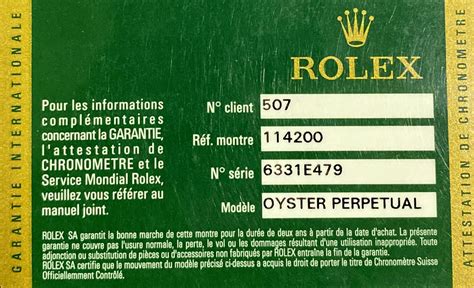 GARANTIE INTERNATIONALE
ROLEX
Pour les informations
complémentaires
concernant la GARANTIE,
l'attestation de
CHRONOMETRE et le
Service Mondial Rolex,
veuillez vous référer au
manuel joint.
N° client 507
Réf. montre 114200
N° série 6331E479
Modèle OYSTER PERPETUAL
ROLEX SA garantit la bonne marche de cette montre pour la durée de deux ans à partir de la date d'achat. La présente
garantie ne couvre pas l'usure normale, la perte, le vol ou les dommages résultant d'une utilisation inappropriée. Toute
adjonction ou substitution de pièces ou d'accessoires non fabriqués par ROLEX entraîne la fin de la garantie.
ROLEX SA certifie que le mouvement du modèle précisé ci-dessus a acquis le droit de porter le titre de Chronomètre Suisse
Officiellement Contrôlé.
ATTESTATION DE CHRONOMETRE